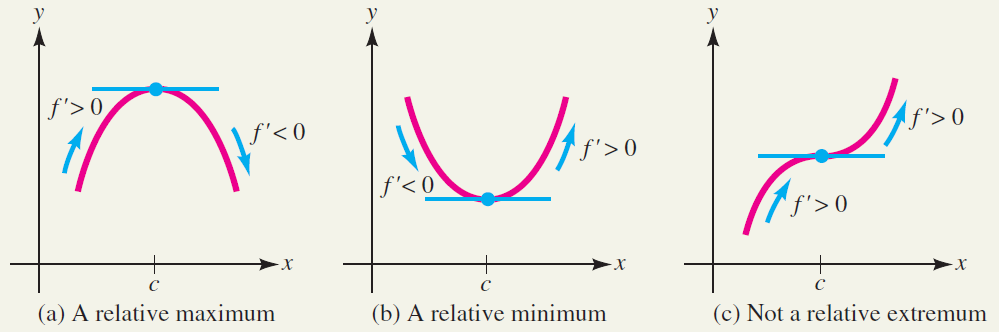 y
f′> 0
f′< 0
x
c
(a) A relative maximum
y
f′< 0
f′> 0
x
c
(b) A relative minimum
y
f′> 0
f′> 0
x
c
(c) Not a relative extremum